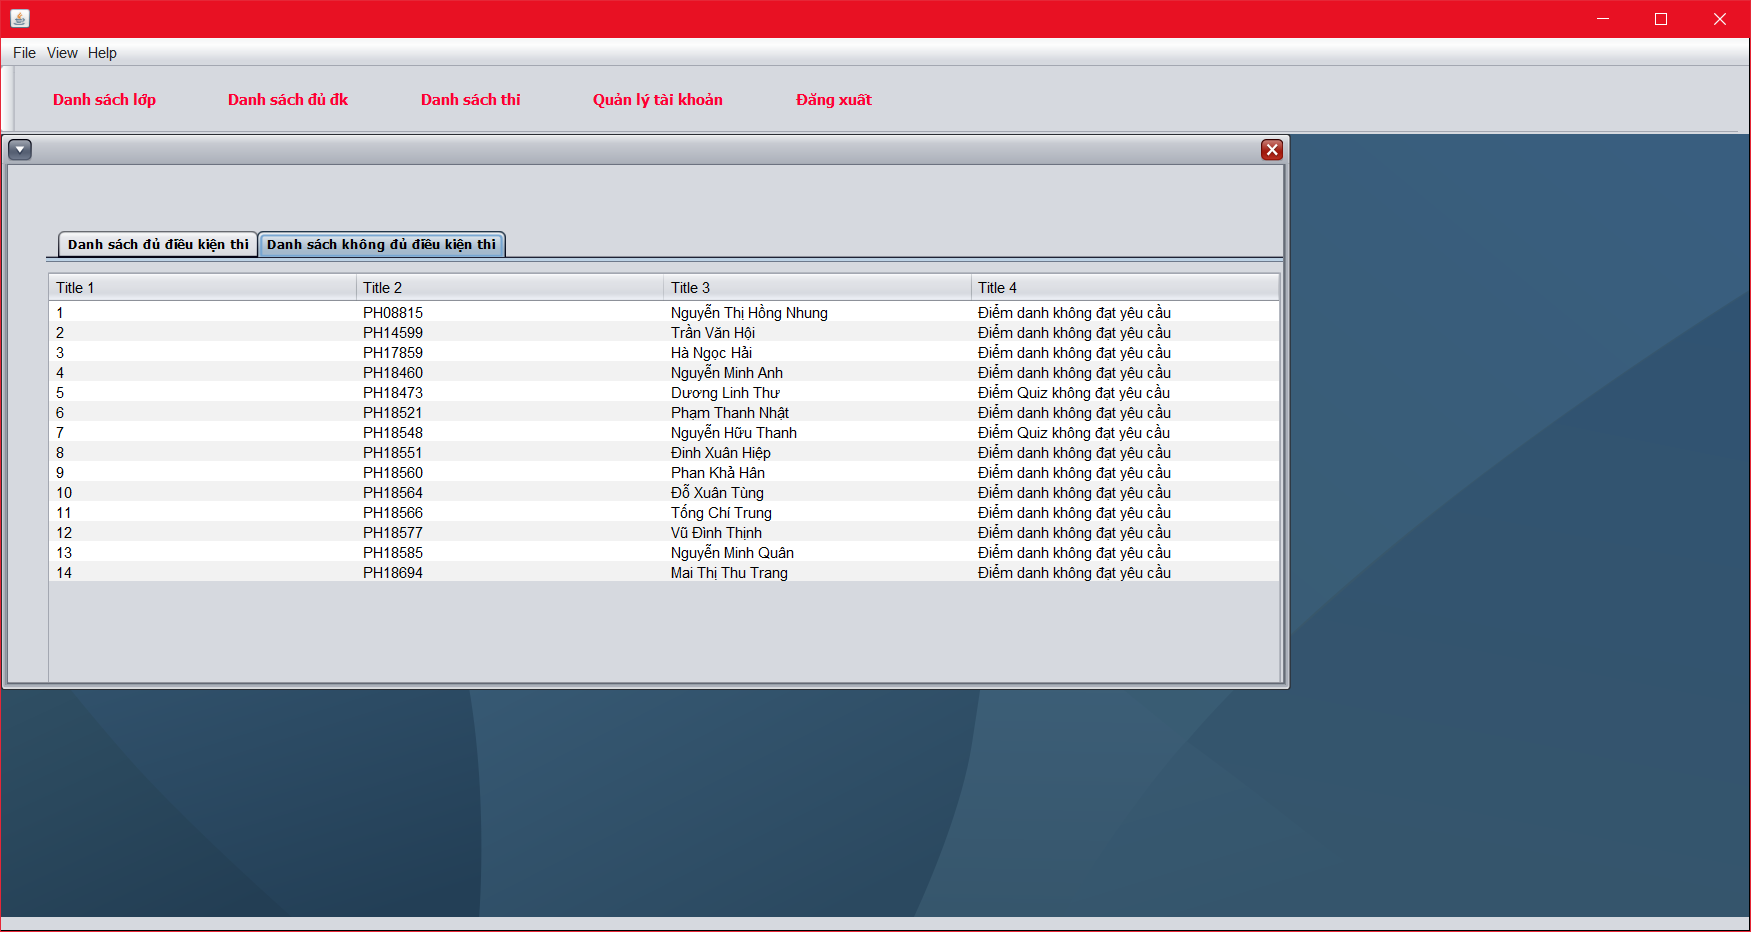 File View Help
Danh sách lớp Danh sách đủ đk Danh sách thi Quản lý tài khoản Đăng xuất
Danh sách đủ điều kiện thi Danh sách không đủ điều kiện thi
Title 1 Title 2 Title 3 Title 4
1 PH08815 Nguyễn Thị Hồng Nhung Điểm danh không đạt yêu cầu
2 PH14599 Trần Văn Hội Điểm danh không đạt yêu cầu
3 PH17859 Hà Ngọc Hải Điểm danh không đạt yêu cầu
4 PH18460 Nguyễn Minh Anh Điểm danh không đạt yêu cầu
5 PH18473 Dương Linh Thư Điểm Quiz không đạt yêu cầu
6 PH18521 Phạm Thanh Nhật Điểm danh không đạt yêu cầu
7 PH18548 Nguyễn Hữu Thanh Điểm Quiz không đạt yêu cầu
8 PH18551 Đinh Xuân Hiệp Điểm danh không đạt yêu cầu
9 PH18560 Phan Khả Hân Điểm danh không đạt yêu cầu
10 PH18564 Đỗ Xuân Tùng Điểm danh không đạt yêu cầu
11 PH18566 Tống Chí Trung Điểm danh không đạt yêu cầu
12 PH18577 Vũ Đình Thịnh Điểm danh không đạt yêu cầu
13 PH18585 Nguyễn Minh Quân Điểm danh không đạt yêu cầu
14 PH18694 Mai Thị Thu Trang Điểm danh không đạt yêu cầu